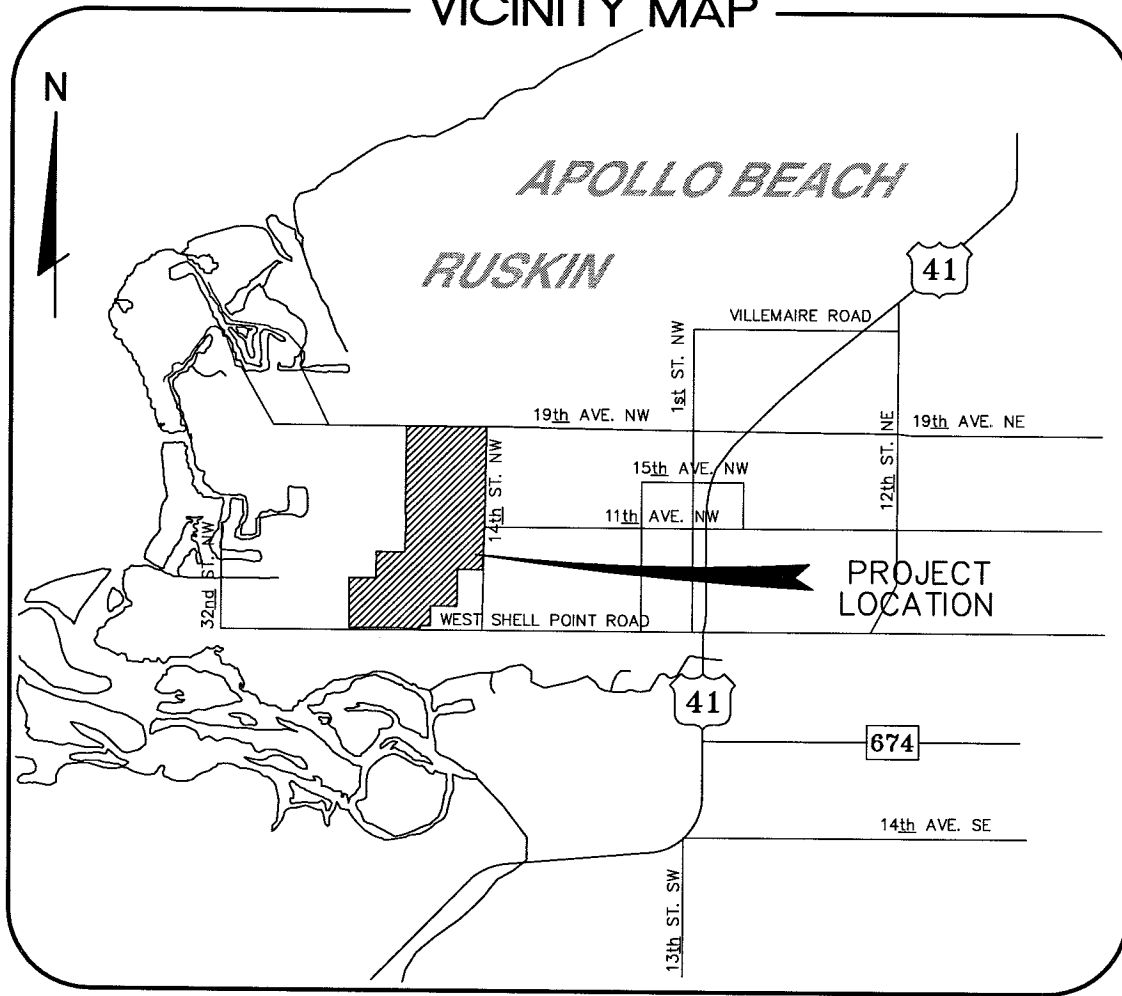 VICINITY MAP
N
APOLLO BEACH
RUSKIN
41
VILLEMAIRE ROAD
1st ST. NW
19th AVE. NW
19th AVE. NE
12th ST. NE
14th ST. NW
15th AVE. NW
11th AVE. NW
32nd ST. NW
PROJECT
LOCATION
WEST SHELL POINT ROAD
41
674
14th AVE. SE
13th ST. SW